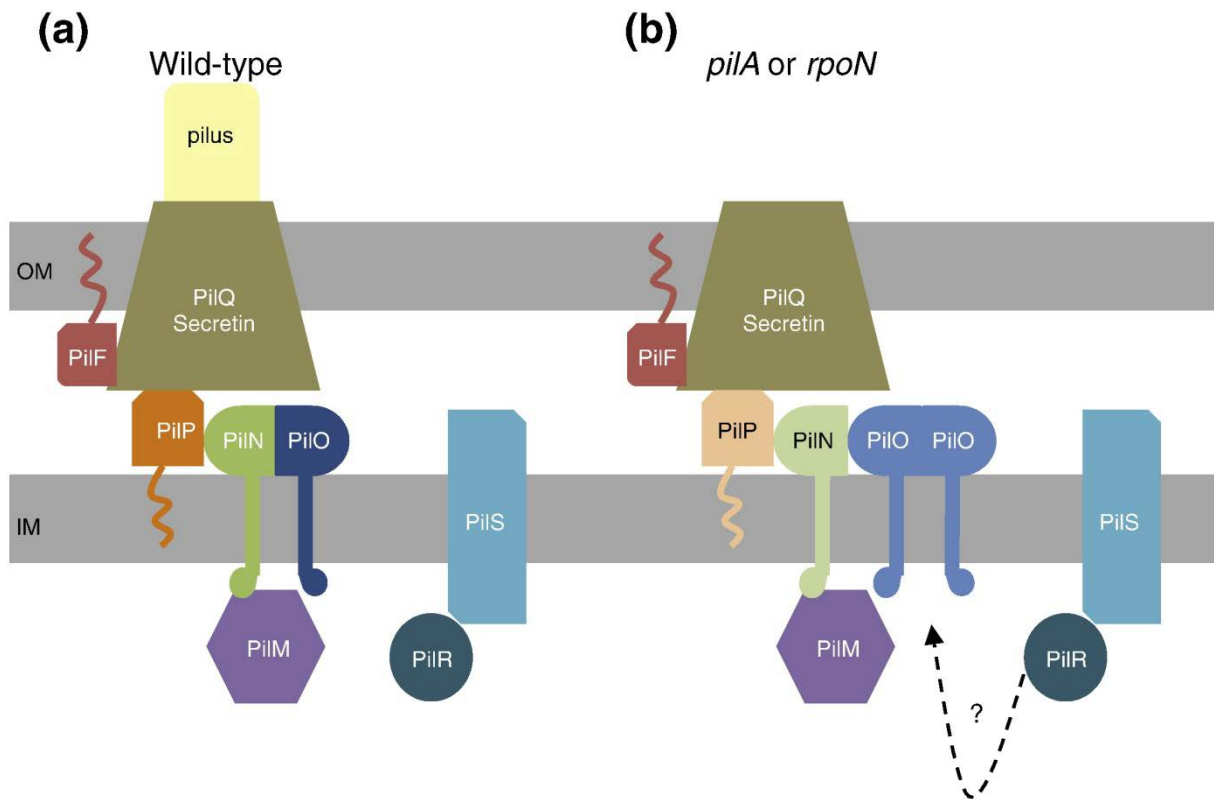 (a)
Wild-type
pilus
OM
PilQ
Secretin
PilF
PilP
PilN
PilO
IM
PilS
PilM
PilR
(b)
pilA or rpoN
PilQ
Secretin
PilF
PilP
PilN
PilO
PilO
PilS
PilM
PilR
?